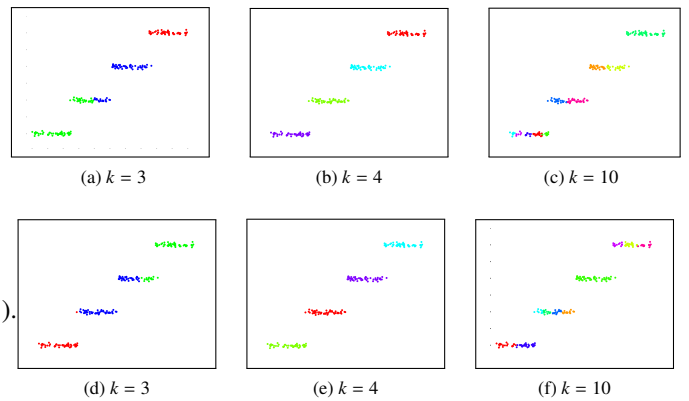 (a) k = 3
(b) k = 4
(c) k = 10
).
(d) k = 3
(e) k = 4
(f) k = 10